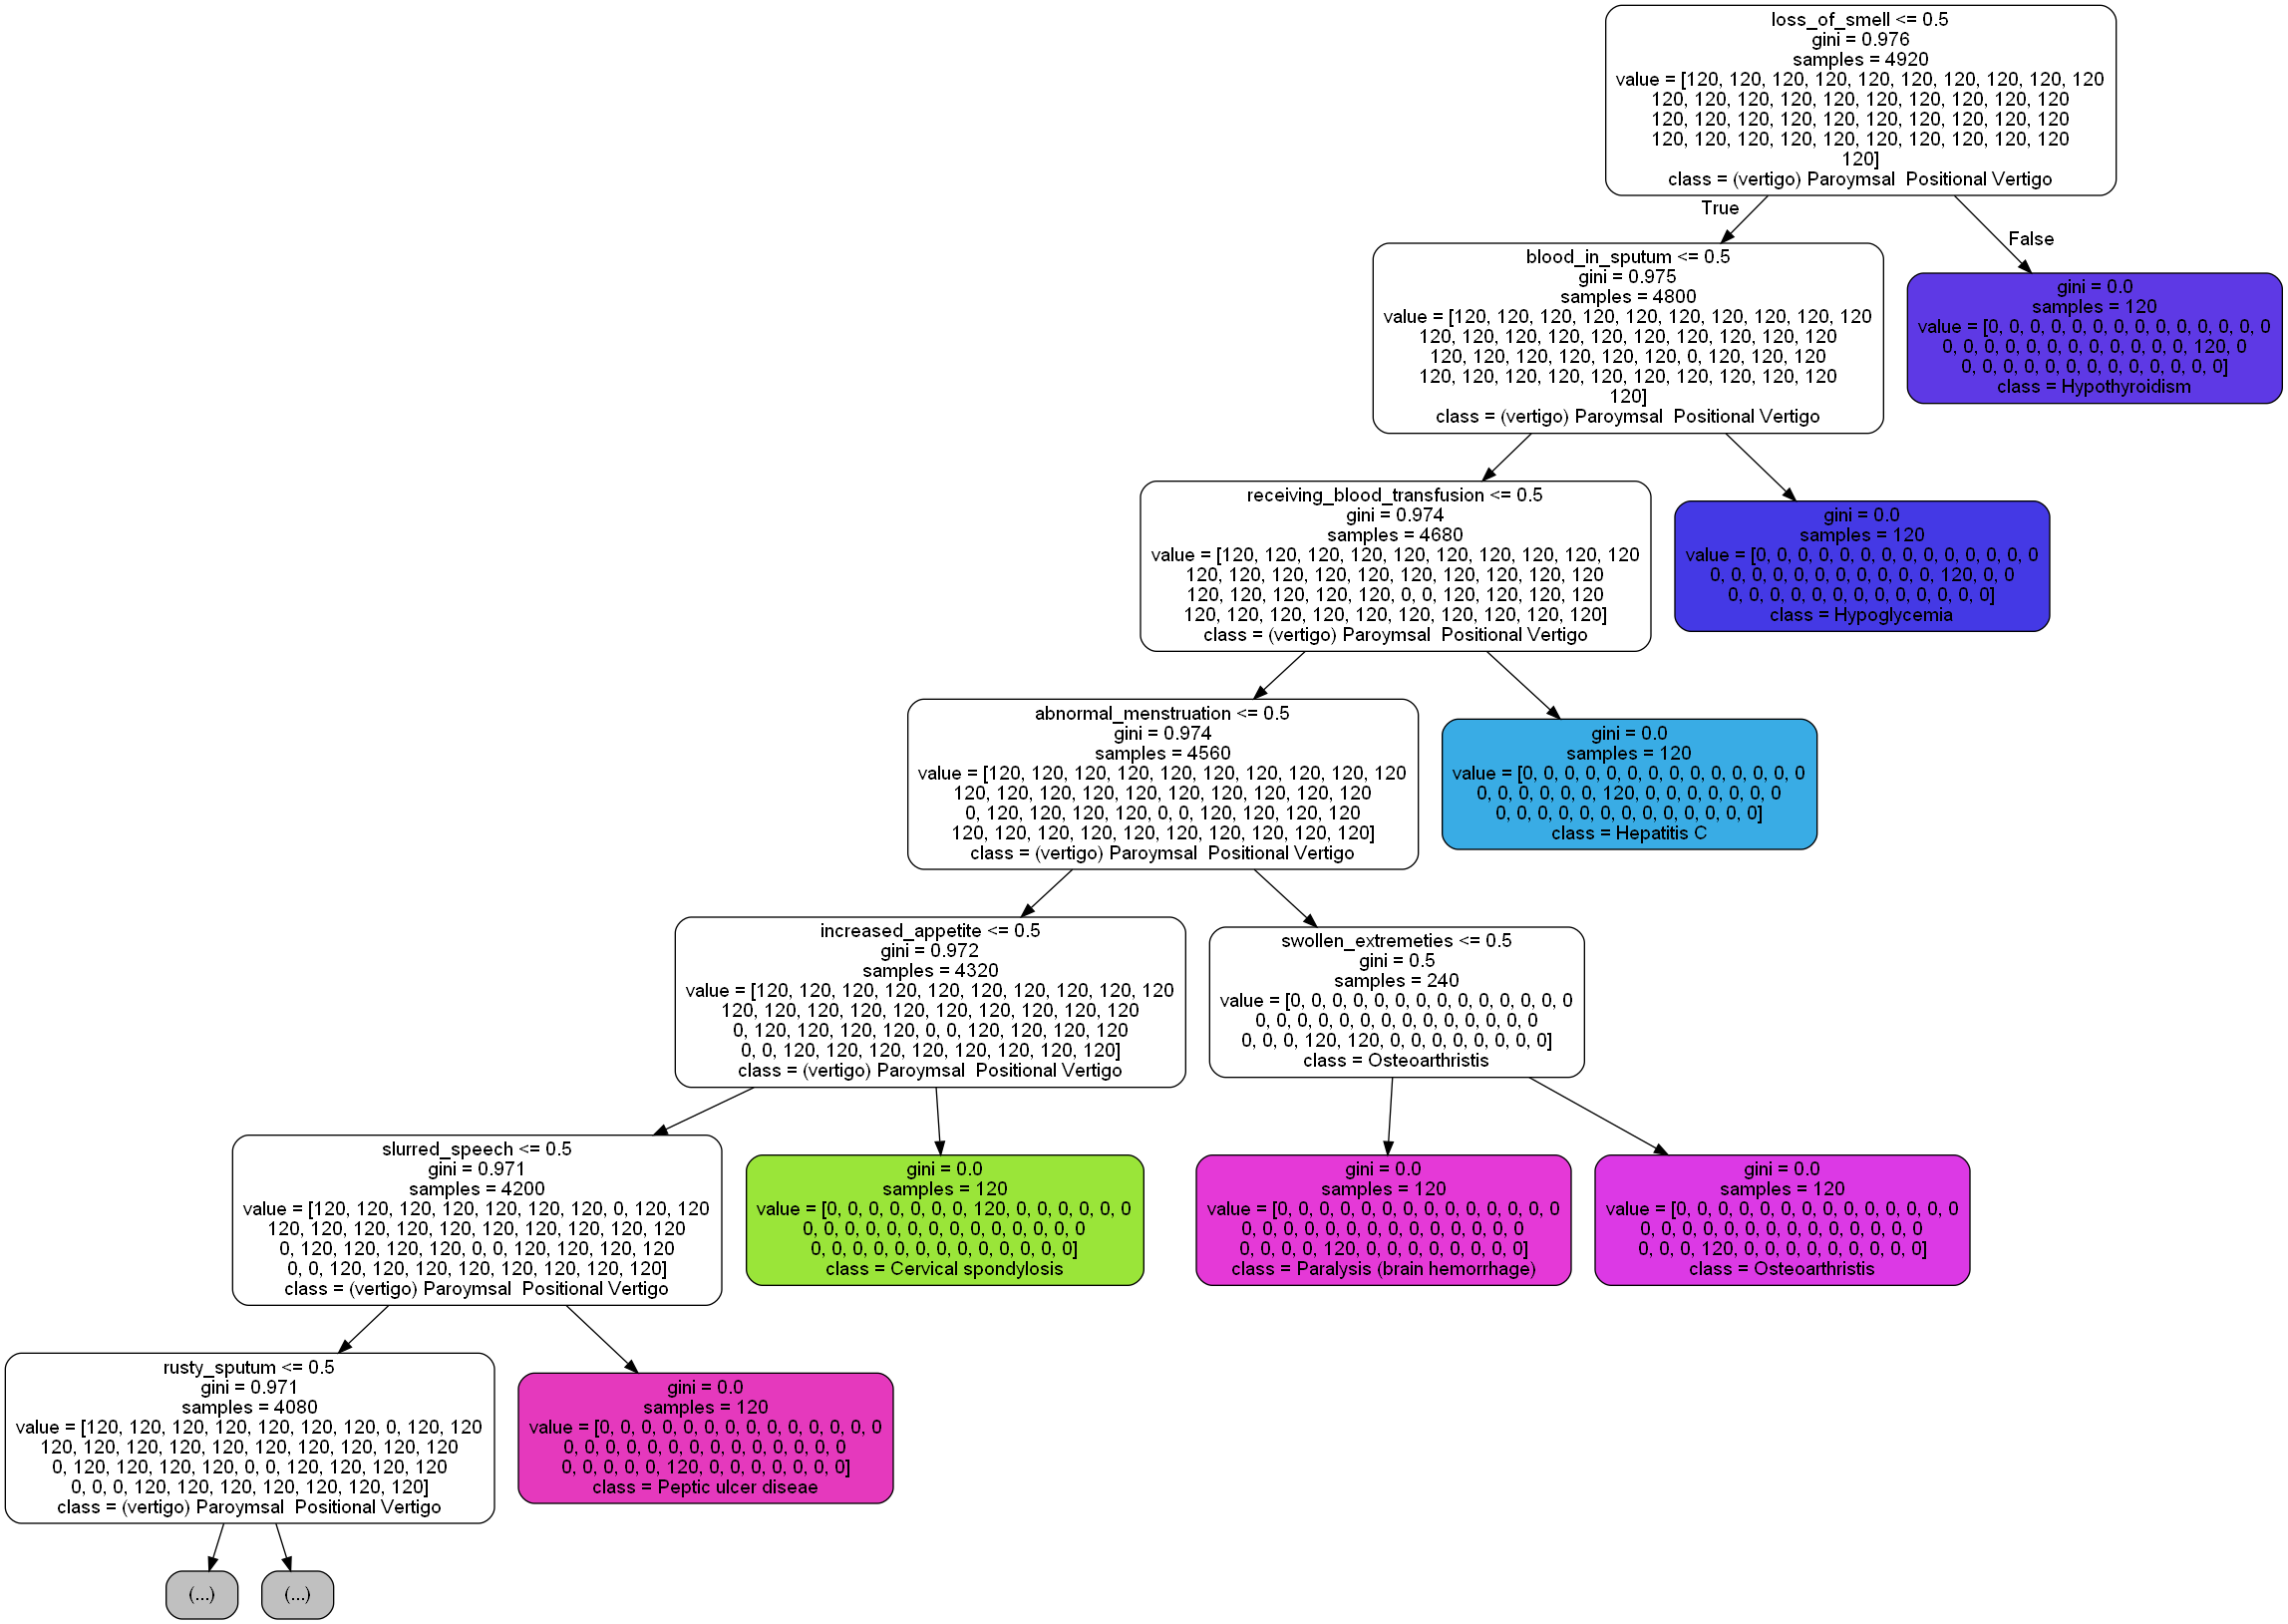 loss_of_smell <= 0.5
gini = 0.976
samples = 4920
value = [120, 120, 120, 120, 120, 120, 120, 120, 120, 120
120, 120, 120, 120, 120, 120, 120, 120, 120, 120
120, 120, 120, 120, 120, 120, 120, 120, 120, 120
120, 120, 120, 120, 120, 120, 120, 120, 120, 120
120]
class = (vertigo) Paroymsal  Positional Vertigo
True
False
blood_in_sputum <= 0.5
gini = 0.975
samples = 4800
value = [120, 120, 120, 120, 120, 120, 120, 120, 120, 120
120, 120, 120, 120, 120, 120, 120, 120, 120, 120
120, 120, 120, 120, 120, 120, 0, 120, 120, 120
120, 120, 120, 120, 120, 120, 120, 120, 120, 120
120]
class = (vertigo) Paroymsal  Positional Vertigo
gini = 0.0
samples = 120
value = [0, 0, 0, 0, 0, 0, 0, 0, 0, 0, 0, 0, 0, 0
0, 0, 0, 0, 0, 0, 0, 0, 0, 0, 0, 0, 120, 0
0, 0, 0, 0, 0, 0, 0, 0, 0, 0, 0, 0, 0]
class = Hypothyroidism
receiving_blood_transfusion <= 0.5
gini = 0.974
samples = 4680
value = [120, 120, 120, 120, 120, 120, 120, 120, 120, 120
120, 120, 120, 120, 120, 120, 120, 120, 120, 120
120, 120, 120, 120, 120, 0, 0, 120, 120, 120, 120
120, 120, 120, 120, 120, 120, 120, 120, 120, 120]
class = (vertigo) Paroymsal  Positional Vertigo
gini = 0.0
samples = 120
value = [0, 0, 0, 0, 0, 0, 0, 0, 0, 0, 0, 0, 0, 0
0, 0, 0, 0, 0, 0, 0, 0, 0, 0, 0, 120, 0, 0
0, 0, 0, 0, 0, 0, 0, 0, 0, 0, 0, 0, 0]
class = Hypoglycemia
abnormal_menstruation <= 0.5
gini = 0.974
samples = 4560
value = [120, 120, 120, 120, 120, 120, 120, 120, 120, 120
120, 120, 120, 120, 120, 120, 120, 120, 120, 120
0, 120, 120, 120, 120, 0, 0, 120, 120, 120, 120
120, 120, 120, 120, 120, 120, 120, 120, 120, 120]
class = (vertigo) Paroymsal  Positional Vertigo
gini = 0.0
samples = 120
value = [0, 0, 0, 0, 0, 0, 0, 0, 0, 0, 0, 0, 0, 0
0, 0, 0, 0, 0, 0, 120, 0, 0, 0, 0, 0, 0, 0
0, 0, 0, 0, 0, 0, 0, 0, 0, 0, 0, 0, 0]
class = Hepatitis C
increased_appetite <= 0.5
gini = 0.972
samples = 4320
value = [120, 120, 120, 120, 120, 120, 120, 120, 120, 120
120, 120, 120, 120, 120, 120, 120, 120, 120, 120
0, 120, 120, 120, 120, 0, 0, 120, 120, 120, 120
0, 0, 120, 120, 120, 120, 120, 120, 120, 120]
class = (vertigo) Paroymsal  Positional Vertigo
swollen_extremeties <= 0.5
gini = 0.5
samples = 240
value = [0, 0, 0, 0, 0, 0, 0, 0, 0, 0, 0, 0, 0, 0
0, 0, 0, 0, 0, 0, 0, 0, 0, 0, 0, 0, 0, 0
0, 0, 0, 120, 120, 0, 0, 0, 0, 0, 0, 0, 0]
class = Osteoarthristis
slurred_speech <= 0.5
gini = 0.971
samples = 4200
value = [120, 120, 120, 120, 120, 120, 120, 0, 120, 120
120, 120, 120, 120, 120, 120, 120, 120, 120, 120
0, 120, 120, 120, 120, 0, 0, 120, 120, 120, 120
0, 0, 120, 120, 120, 120, 120, 120, 120, 120]
class = (vertigo) Paroymsal  Positional Vertigo
gini = 0.0
samples = 120
value = [0, 0, 0, 0, 0, 0, 0, 120, 0, 0, 0, 0, 0, 0
0, 0, 0, 0, 0, 0, 0, 0, 0, 0, 0, 0, 0, 0
0, 0, 0, 0, 0, 0, 0, 0, 0, 0, 0, 0, 0]
class = Cervical spondylosis
gini = 0.0
samples = 120
value = [0, 0, 0, 0, 0, 0, 0, 0, 0, 0, 0, 0, 0, 0
0, 0, 0, 0, 0, 0, 0, 0, 0, 0, 0, 0, 0, 0
0, 0, 0, 0, 120, 0, 0, 0, 0, 0, 0, 0, 0]
class = Paralysis (brain hemorrhage)
gini = 0.0
samples = 120
value = [0, 0, 0, 0, 0, 0, 0, 0, 0, 0, 0, 0, 0, 0
0, 0, 0, 0, 0, 0, 0, 0, 0, 0, 0, 0, 0, 0
0, 0, 0, 120, 0, 0, 0, 0, 0, 0, 0, 0, 0]
class = Osteoarthristis
rusty_sputum <= 0.5
gini = 0.971
samples = 4080
value = [120, 120, 120, 120, 120, 120, 120, 0, 120, 120
120, 120, 120, 120, 120, 120, 120, 120, 120, 120
0, 120, 120, 120, 120, 0, 0, 120, 120, 120, 120
0, 0, 0, 120, 120, 120, 120, 120, 120, 120]
class = (vertigo) Paroymsal  Positional Vertigo
gini = 0.0
samples = 120
value = [0, 0, 0, 0, 0, 0, 0, 0, 0, 0, 0, 0, 0, 0
0, 0, 0, 0, 0, 0, 0, 0, 0, 0, 0, 0, 0, 0
0, 0, 0, 0, 0, 120, 0, 0, 0, 0, 0, 0, 0]
class = Peptic ulcer diseae
(...)
(...)